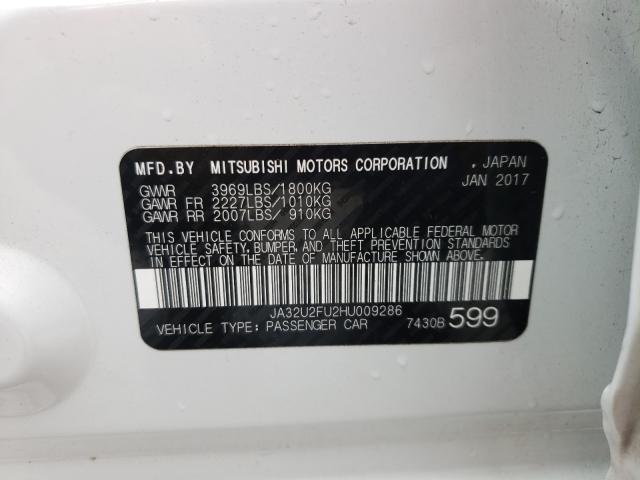 MFD.BY MITSUBISHI MOTORS CORPORATION . JAPAN
JAN 2017
GVWR 3969LBS/1800KG
GAWR FR 2227LBS/1010KG
GAWR RR 2007LBS/ 910KG
THIS VEHICLE CONFORMS TO ALL APPLICABLE FEDERAL MOTOR
VEHICLE SAFETY, BUMPER, AND THEFT PREVENTION STANDARDS
IN EFFECT ON THE DATE OF MANUFACTURE SHOWN ABOVE.
JA32U2FU2HU009286
VEHICLE TYPE: PASSENGER CAR 7430B 599